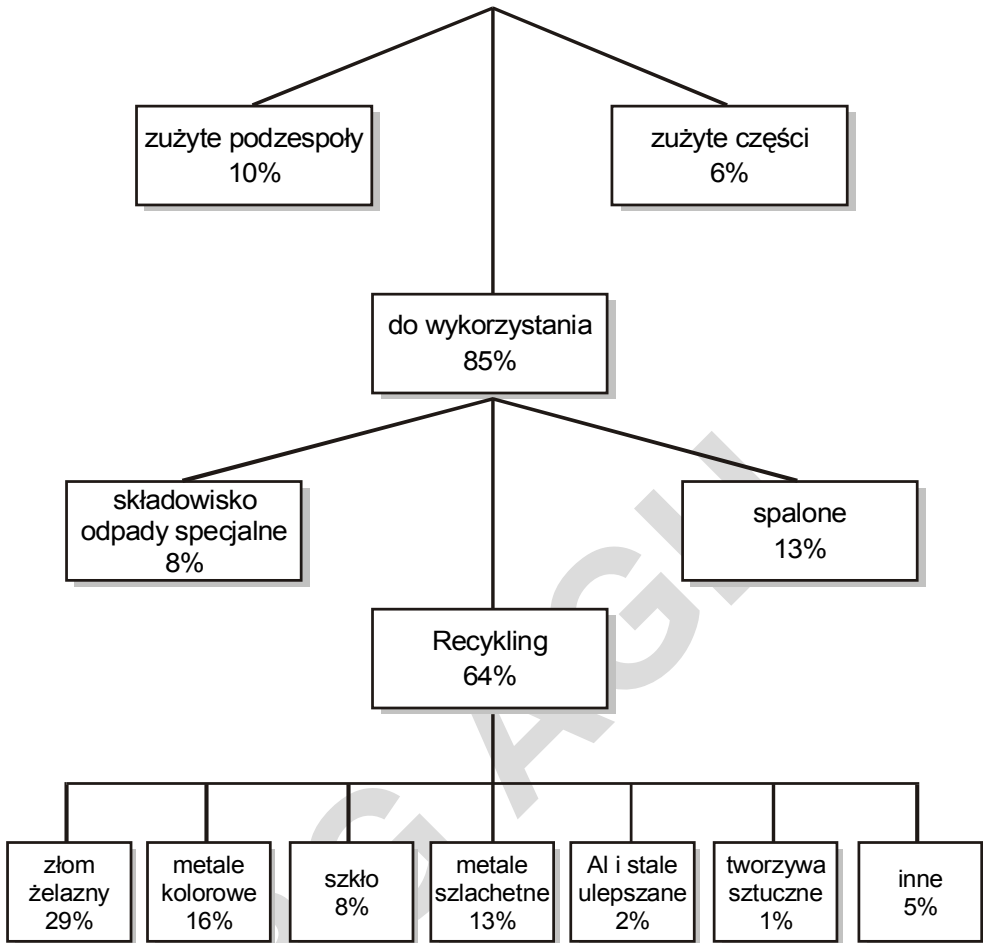 zużyte podzespoły
10%
zużyte części
6%
do wykorzystania
85%
składowisko
odpady specjalne
8%
spalone
13%
Recykling
64%
złom
żelazny
29%
metale
kolorowe
16%
szkło
8%
metale
szlachetne
13%
Al i stale
ulepszane
2%
tworzywa
sztuczne
1%
inne
5%